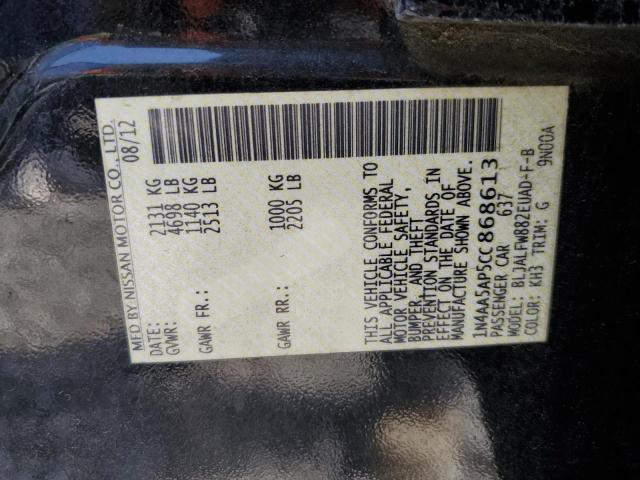 MFD BY NISSAN MOTOR CO., LTD.
DATE: 08/12
GVWR: 2131 KG
4698 LB
GAWR FR.: 1140 KG
2513 LB
GAWR RR.: 1000 KG
2205 LB
THIS VEHICLE CONFORMS TO
ALL APPLICABLE FEDERAL
MOTOR VEHICLE SAFETY,
BUMPER, AND THEFT
PREVENTION STANDARDS IN
EFFECT ON THE DATE OF
MANUFACTURE SHOWN ABOVE.
1N4AA5AP5CC868613
PASSENGER CAR 637
MODEL: BLJALFW882EUAD-F-B
COLOR: KH3 TRIM: G 9N00A